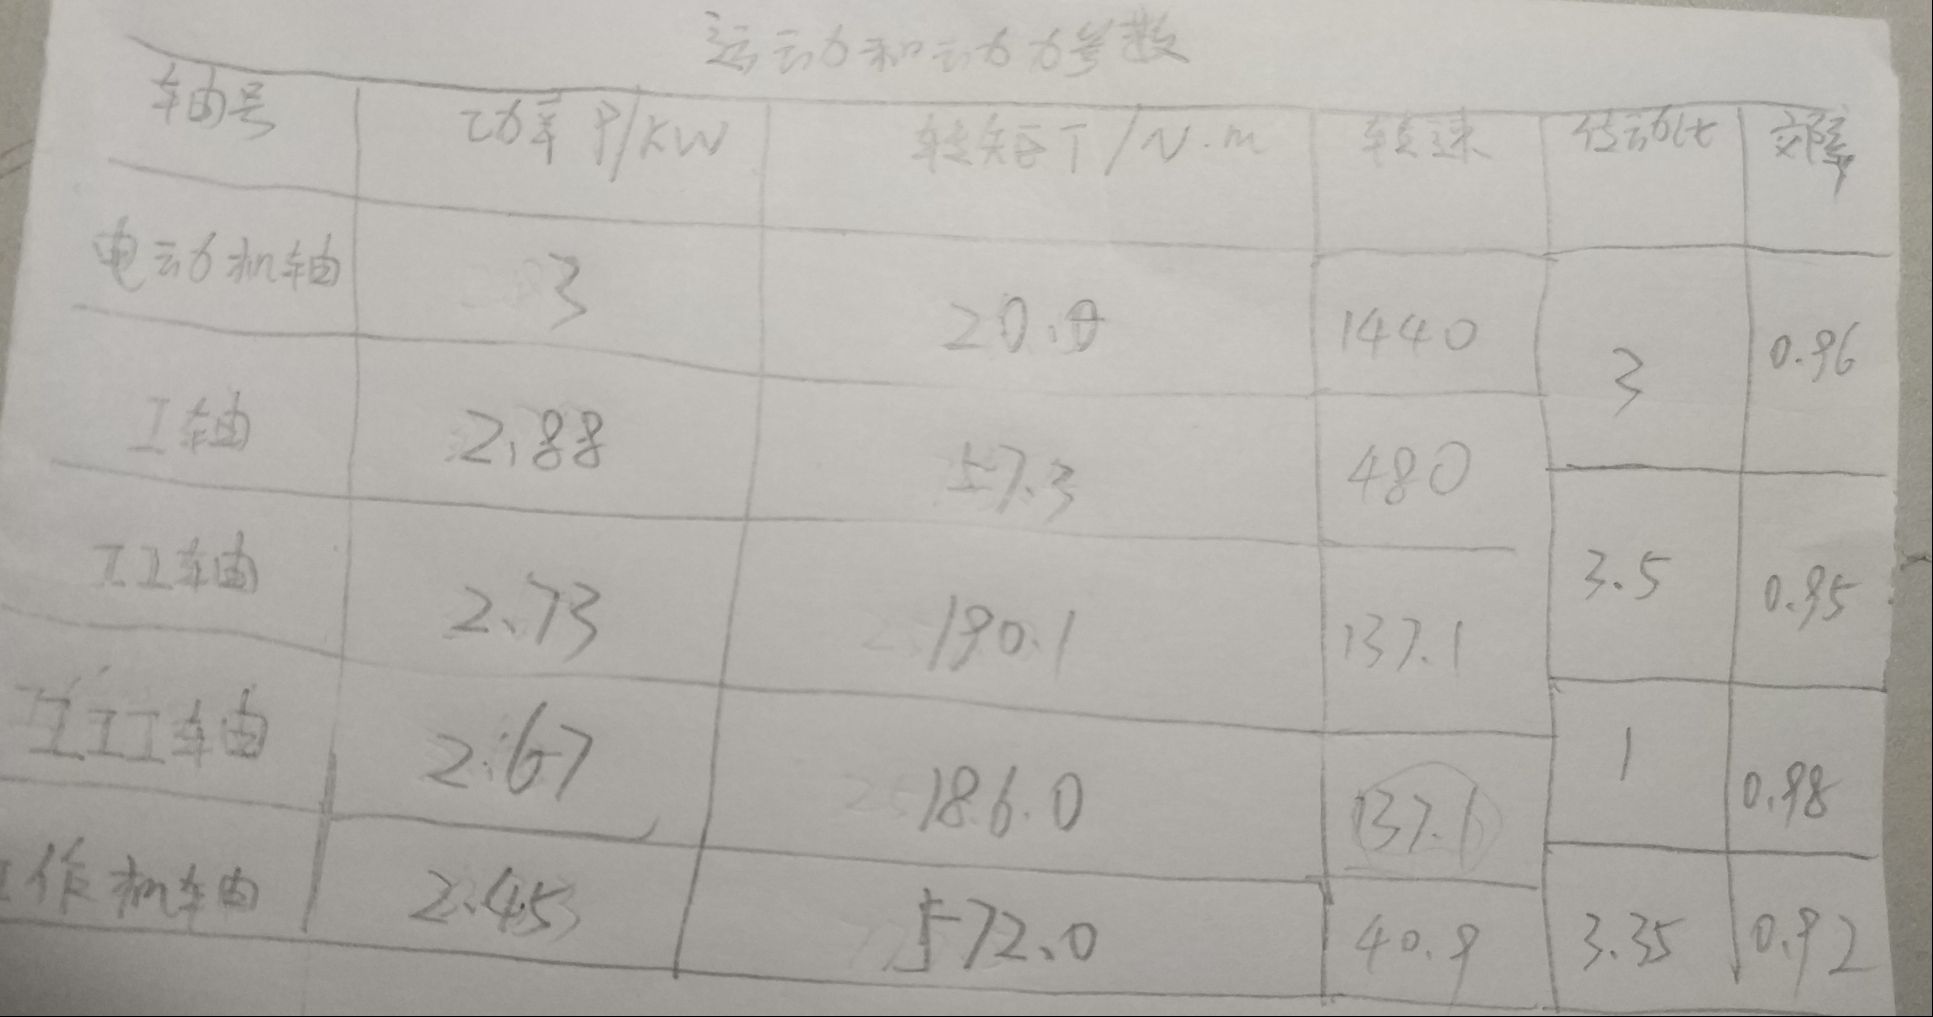 运动和动力参数
轴号 功率 P/KW 转矩T/N.m 转速 传动比 效率
电动机轴 3 20.0 1440
3 0.96
I轴 2.88 57.3 480
3.5 0.95
II轴 2.73 190.1 137.1
1 0.98
III轴 2.67 186.0 137.1
工作机轴 2.45 572.0 40.9 3.35 0.92